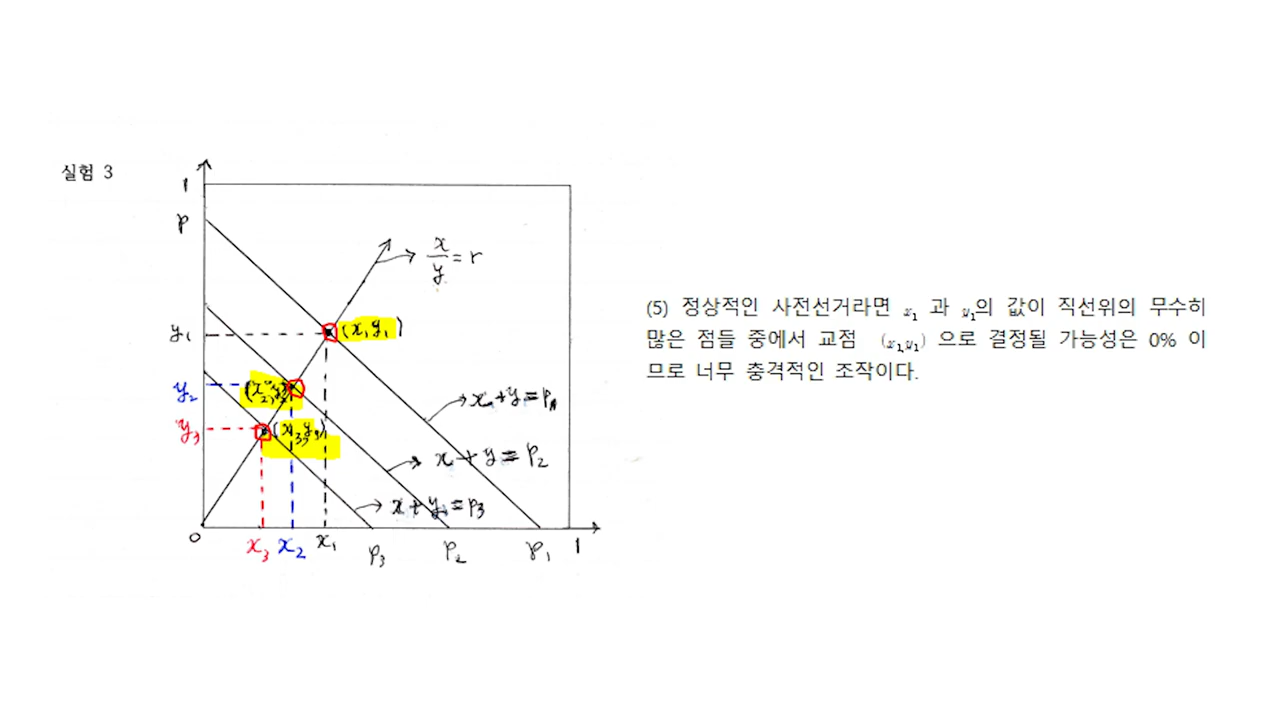 실험 3
1
p
x/y = r
y₁
(x, y₁)
y₂
(x₂, y₂)
y₃
(x₃, y₃)
x + y = p₂
x + y = p₃
0
x₃ x₂ x₁ p₃ p₂ p₁ 1
(5) 정상적인 사전선거라면 x₁ 과 y₁의 값이 직선위의 무수히
많은 점들 중에서 교점 (x₁,y₁) 으로 결정될 가능성은 0% 이
므로 너무 충격적인 조작이다.